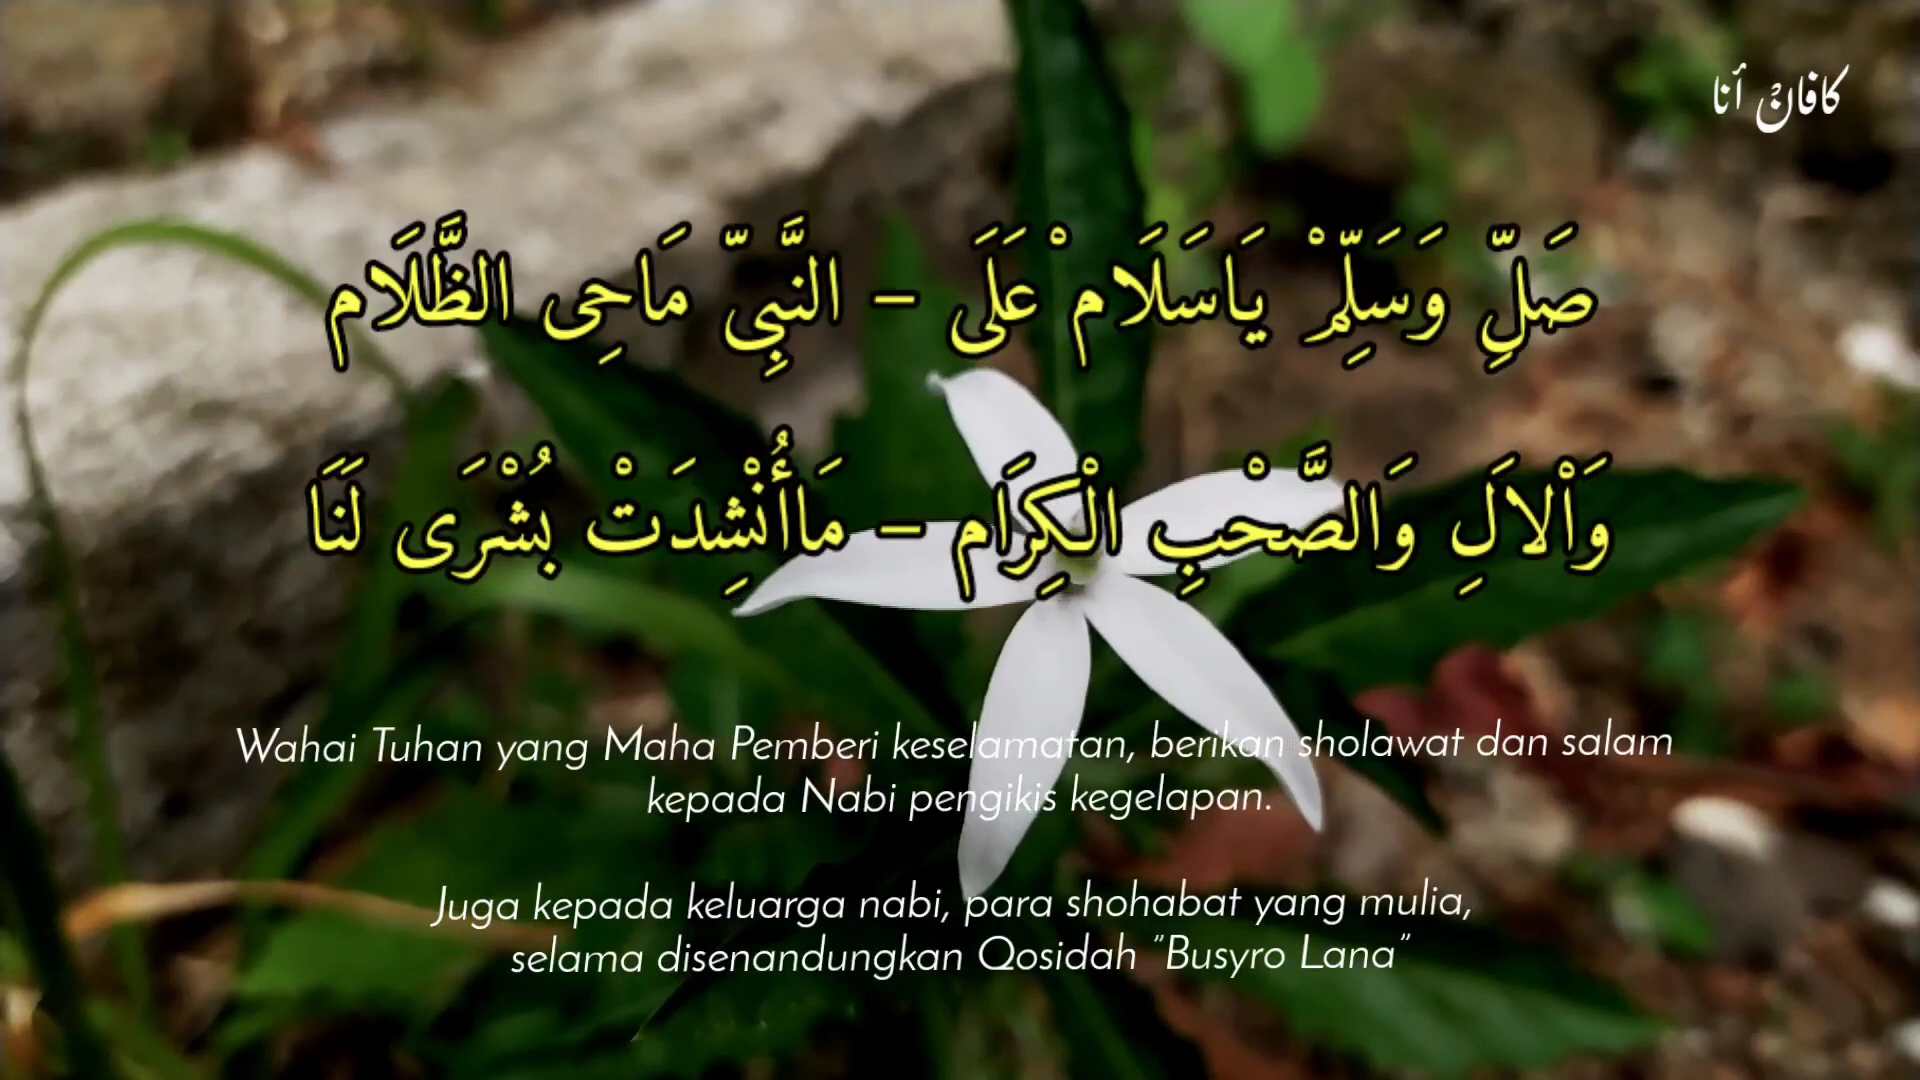 كافان أنا
صَلِّ وَسَلِّمْ يَاسَلَامْ عَلَى – النَّبِيِّ مَاحِى الظَّلَام
وَاْلاَلِ وَالصَّحْبِ الْكِرَام – مَاأُنْشِدَتْ بُشْرَى لَنَا
Wahai Tuhan yang Maha Pemberi keselamatan, berikan sholawat dan salam
kepada Nabi pengikis kegelapan.
Juga kepada keluarga nabi, para shohabat yang mulia,
selama disenandungkan Qosidah "Busyro Lana"